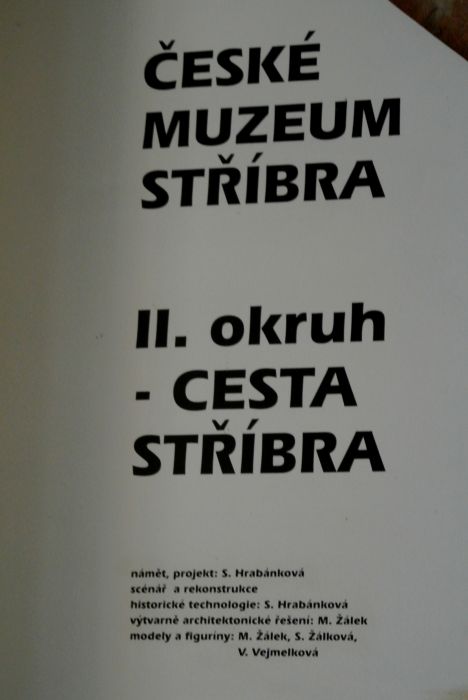 ČESKÉ
MUZEUM
STŘÍBRA
II. okruh
- CESTA
STŘÍBRA
námět, projekt: S. Hrabánková
scénář a rekonstrukce
historické technologie: S. Hrabánková
výtvarně architektonické řešení: M. Žálek
modely a figuríny: M. Žálek, S. Žálková,
V. Vejmelková